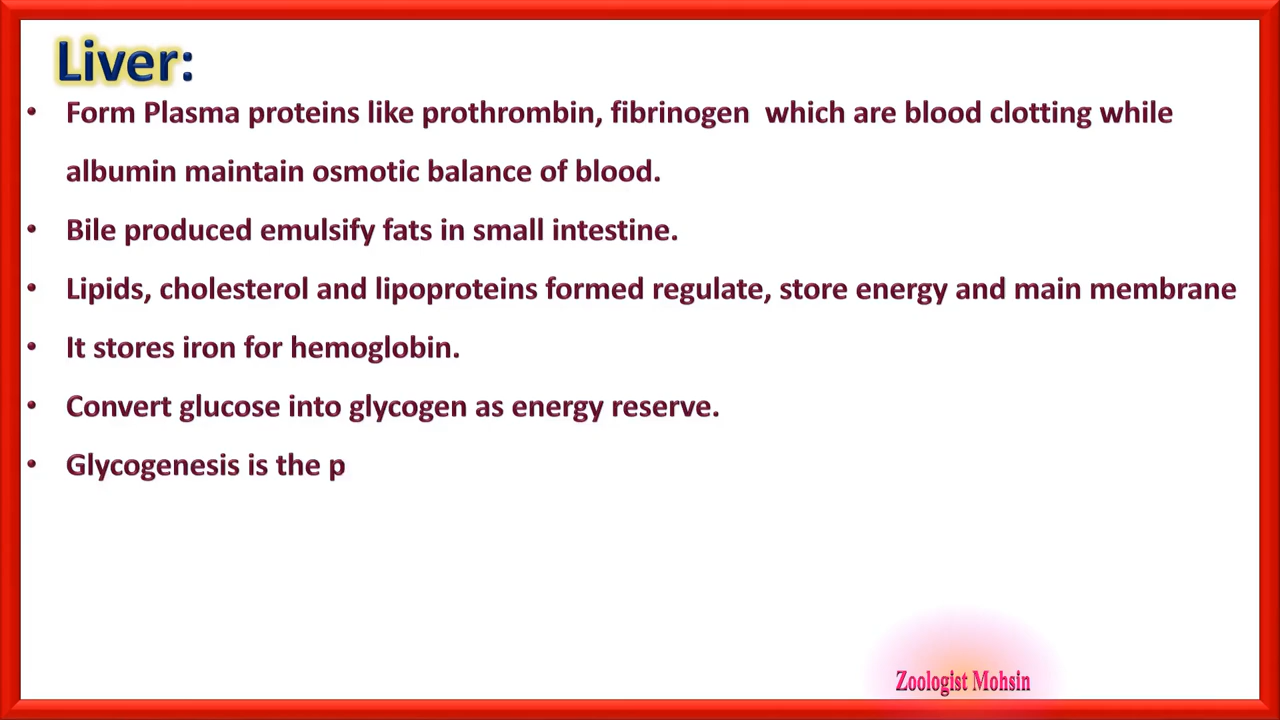 Liver:
• Form Plasma proteins like prothrombin, fibrinogen which are blood clotting while
albumin maintain osmotic balance of blood.
• Bile produced emulsify fats in small intestine.
• Lipids, cholesterol and lipoproteins formed regulate, store energy and main membrane
• It stores iron for hemoglobin.
• Convert glucose into glycogen as energy reserve.
• Glycogenesis is the p
Zoologist Mohsin